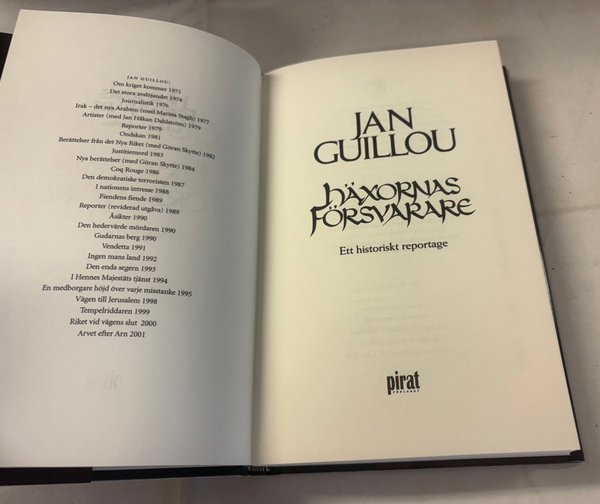 JAN GUILLOU:
Om kriget kommer 1971
Det stora avslöjandet 1974
Journalistik 1976
Irak – det nya Arabien (med Marina Stagh) 1977
Artister (med Jan Håkan Dahlström) 1979
Reporter 1979
Ondskan 1981
Berättelser från det Nya Riket (med Göran Skytte) 1982
Justitiemord 1983
Nya berättelser (med Göran Skytte) 1984
Coq Rouge 1986
Den demokratiske terroristen 1987
I nationens intresse 1988
Fiendens fiende 1989
Reporter (reviderad utgåva) 1989
Åsikter 1990
Den hedervärde mördaren 1990
Gudarnas berg 1990
Vendetta 1991
Ingen mans land 1992
Den enda segern 1993
I Hennes Majestäts tjänst 1994
En medborgare höjd över varje misstanke 1995
Vägen till Jerusalem 1998
Tempelriddaren 1999
Riket vid vägens slut 2000
Arvet efter Arn 2001
JAN
GUILLOU
HÄXORNAS
FÖRSVARARE
Ett historiskt reportage
pirat
FÖRLAGET